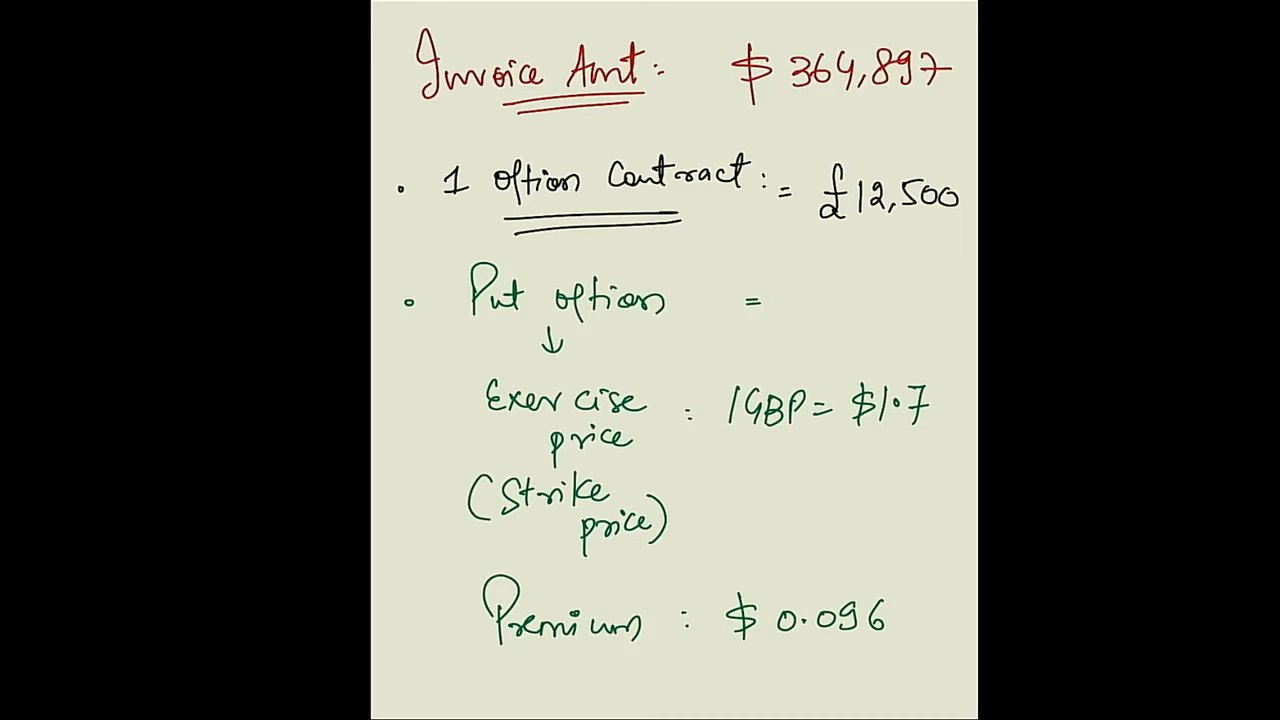 Invoice Amt: $ 364,897
• 1 Option Contract: = £12,500
• Put option =
↓
Exercise price : 1GBP = $1.7
(Strike price)
Premium : $ 0.096